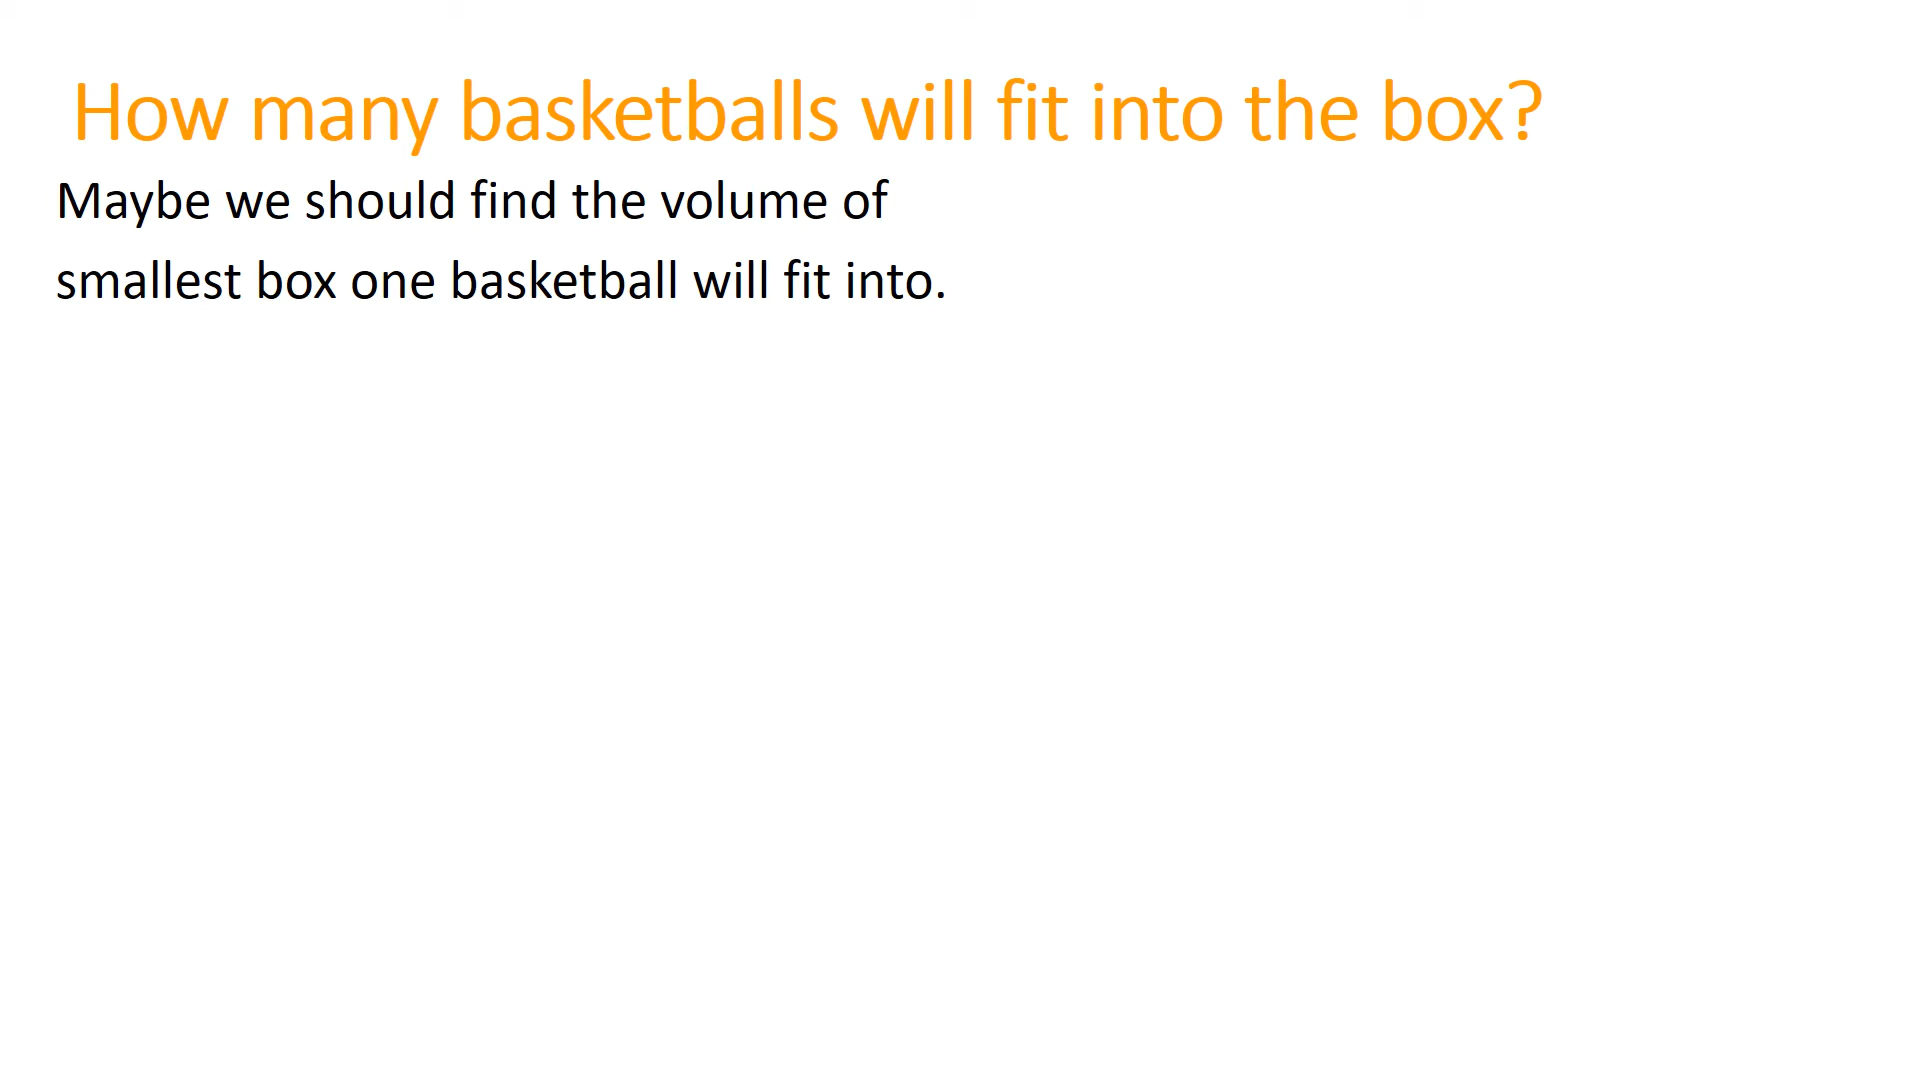 How many basketballs will fit into the box?
Maybe we should find the volume of
smallest box one basketball will fit into.